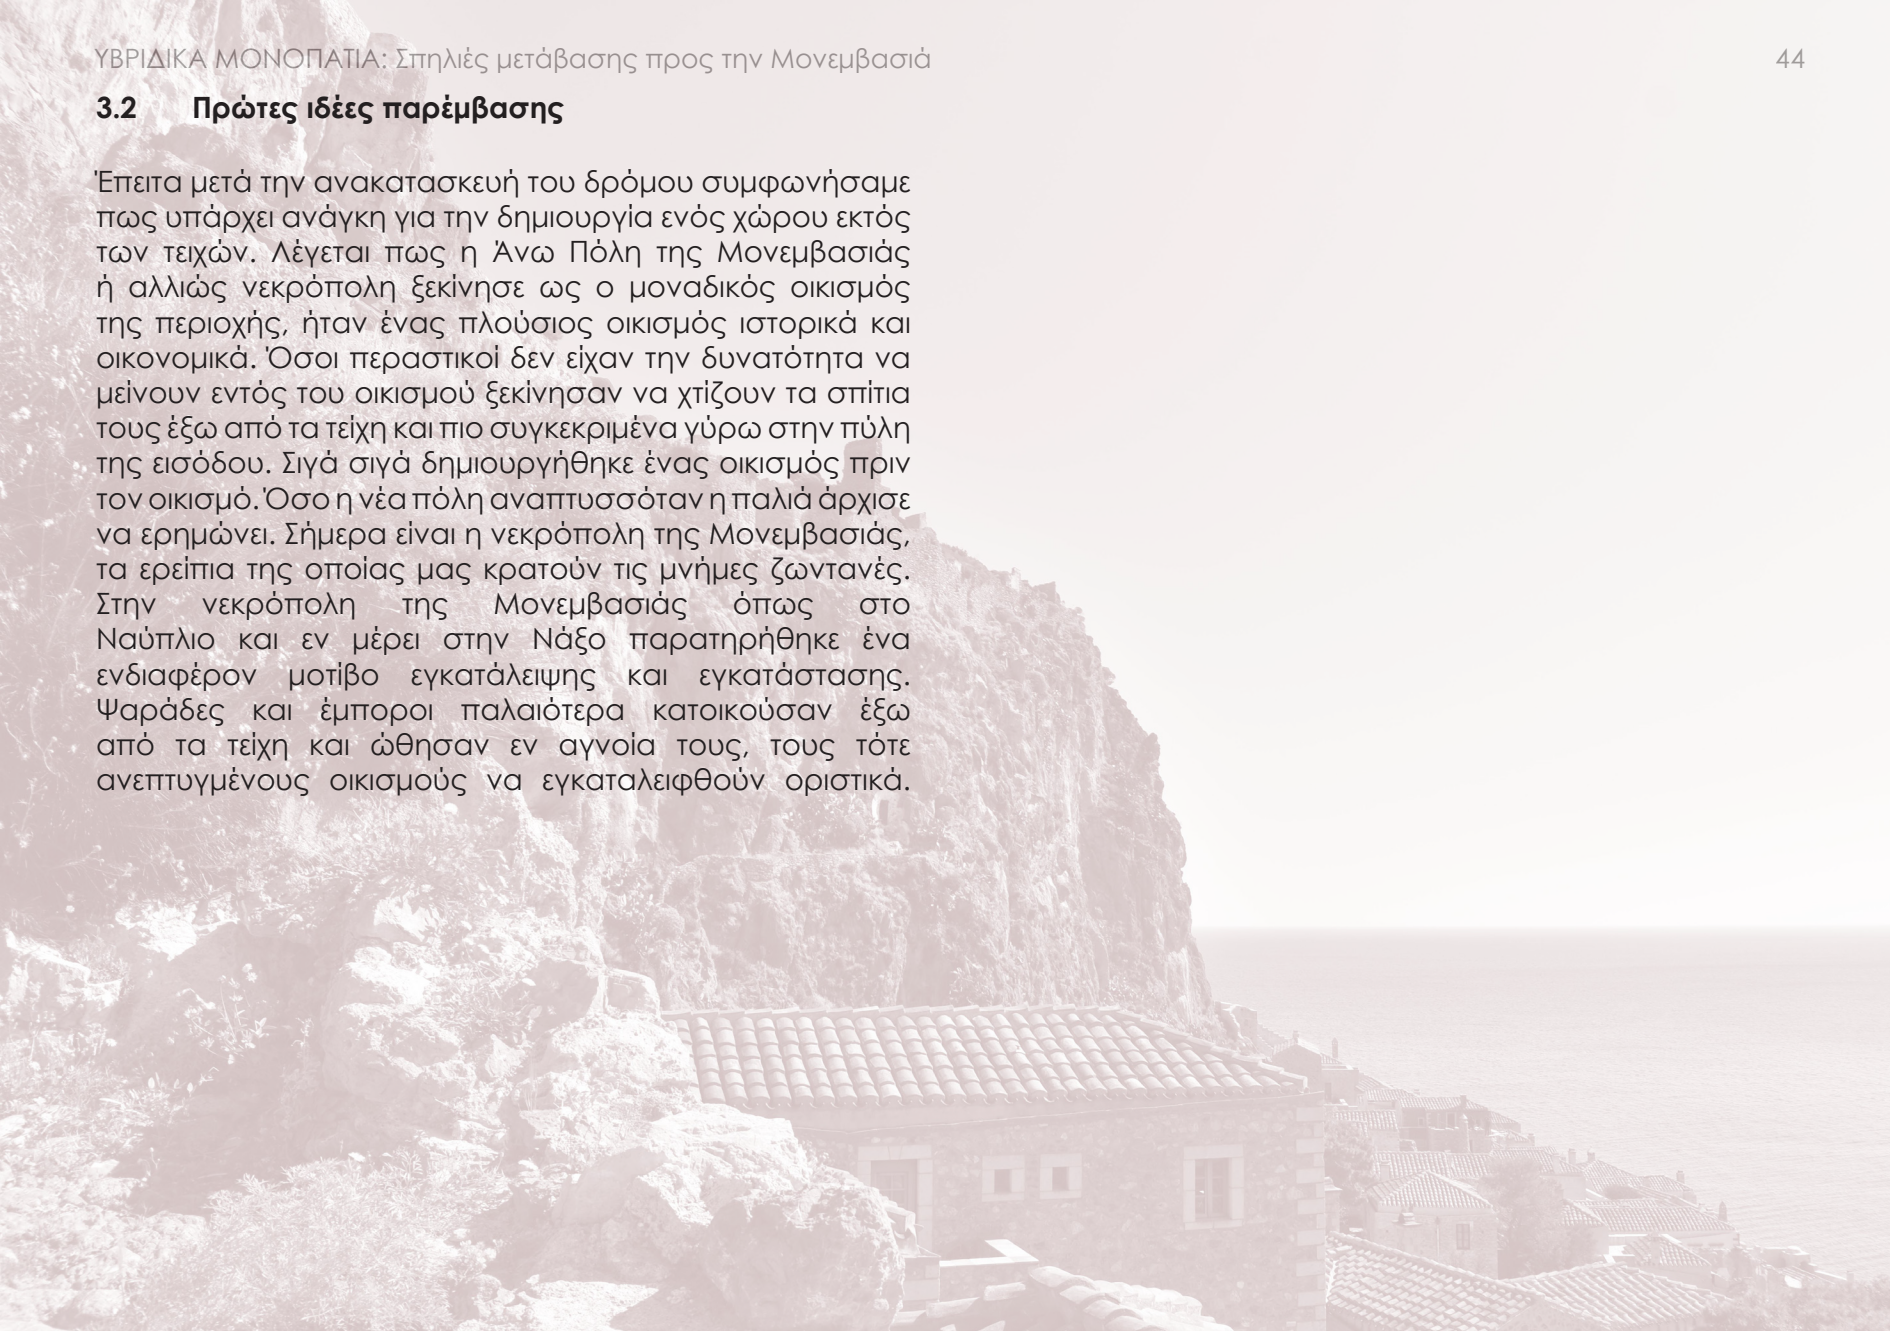 ΥΒΡΙΔΙΚΑ ΜΟΝΟΠΑΤΙΑ: Σπηλιές μετάβασης προς την Μονεμβασιά
44
3.2 Πρώτες ιδέες παρέμβασης
Έπειτα μετά την ανακατασκευή του δρόμου συμφωνήσαμε
πως υπάρχει ανάγκη για την δημιουργία ενός χώρου εκτός
των τειχών. Λέγεται πως η Άνω Πόλη της Μονεμβασιάς
ή αλλιώς νεκρόπολη ξεκίνησε ως ο μοναδικός οικισμός
της περιοχής, ήταν ένας πλούσιος οικισμός ιστορικά και
οικονομικά. Όσοι περαστικοί δεν είχαν την δυνατότητα να
μείνουν εντός του οικισμού ξεκίνησαν να χτίζουν τα σπίτια
τους έξω από τα τείχη και πιο συγκεκριμένα γύρω στην πύλη
της εισόδου. Σιγά σιγά δημιουργήθηκε ένας οικισμός πριν
τον οικισμό. Όσο η νέα πόλη αναπτυσσόταν η παλιά άρχισε
να ερημώνει. Σήμερα είναι η νεκρόπολη της Μονεμβασιάς,
τα ερείπια της οποίας μας κρατούν τις μνήμες ζωντανές.
Στην νεκρόπολη της Μονεμβασιάς όπως στο
Ναύπλιο και εν μέρει στην Νάξο παρατηρήθηκε ένα
ενδιαφέρον μοτίβο εγκατάλειψης και εγκατάστασης.
Ψαράδες και έμποροι παλαιότερα κατοικούσαν έξω
από τα τείχη και ώθησαν εν αγνοία τους, τους τότε
ανεπτυγμένους οικισμούς να εγκαταλειφθούν οριστικά.